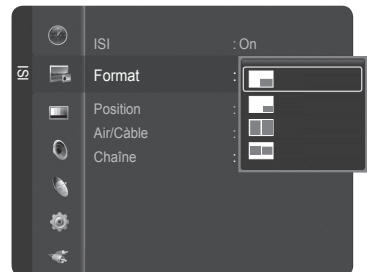 ISI
ISI : On
Format :
Position :
Air/Câble :
Chaîne :